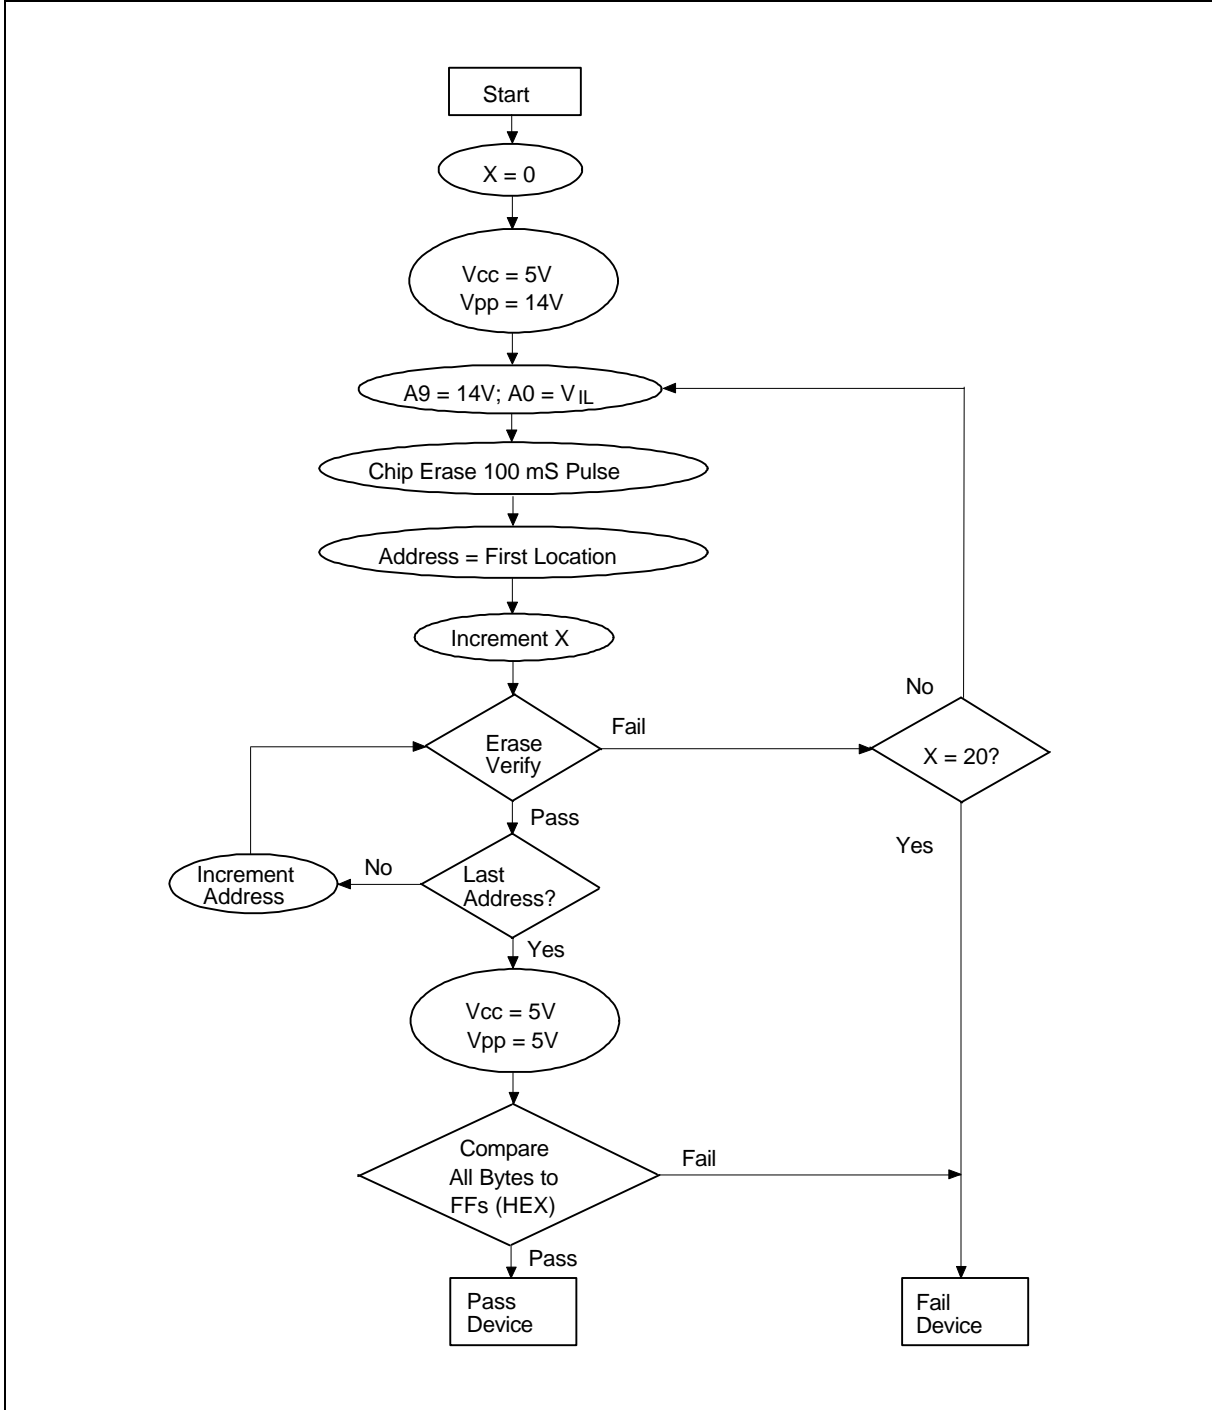 Start
X = 0
Vcc = 5V
Vpp = 14V
A9 = 14V; A0 = VIL
Chip Erase 100 mS Pulse
Address = First Location
Increment X
Erase
Verify
Fail
No
X = 20?
Yes
Pass
Last
Address?
No
Increment
Address
Yes
Vcc = 5V
Vpp = 5V
Compare
All Bytes to
FFs (HEX)
Fail
Pass
Pass
Device
Fail
Device